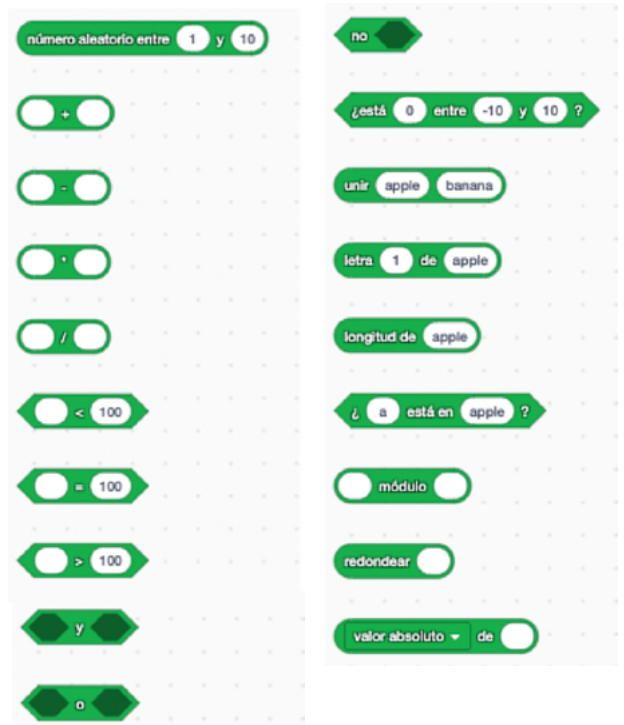 número aleatorio entre 1 y 10
+
-
*
/
< 100
= 100
> 100
y
o
no
¿está 0 entre -10 y 10 ?
unir apple banana
letra 1 de apple
longitud de apple
¿ a está en apple ?
módulo
redondear
valor absoluto de